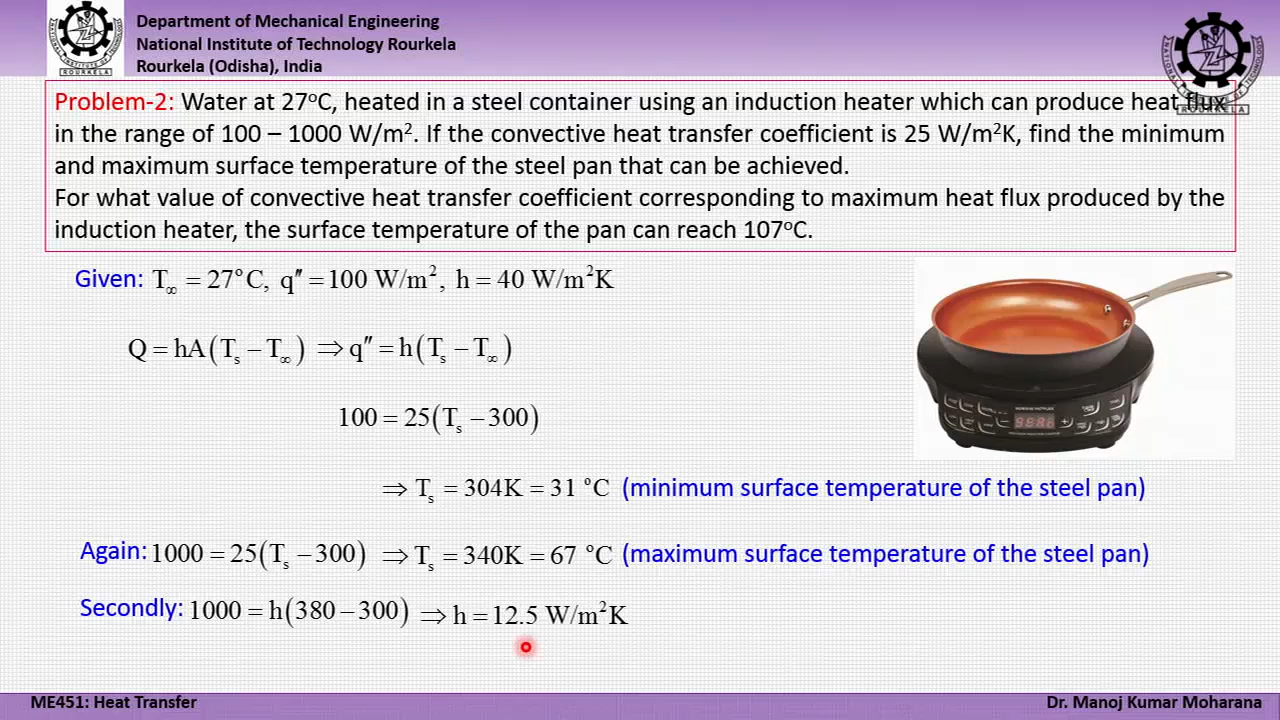 Department of Mechanical Engineering
National Institute of Technology Rourkela
Rourkela (Odisha), India
Problem-2: Water at 27°C, heated in a steel container using an induction heater which can produce heat flux
in the range of 100 – 1000 W/m². If the convective heat transfer coefficient is 25 W/m²K, find the minimum
and maximum surface temperature of the steel pan that can be achieved.
For what value of convective heat transfer coefficient corresponding to maximum heat flux produced by the
induction heater, the surface temperature of the pan can reach 107°C.
Given: T∞ = 27°C, q″ = 100 W/m², h = 40 W/m²K
Q = hA(Tₛ − T∞) ⇒ q″ = h(Tₛ − T∞)
100 = 25(Tₛ − 300)
⇒ Tₛ = 304K = 31 °C (minimum surface temperature of the steel pan)
Again: 1000 = 25(Tₛ − 300) ⇒ Tₛ = 340K = 67 °C (maximum surface temperature of the steel pan)
Secondly: 1000 = h(380 − 300) ⇒ h = 12.5 W/m²K
ME451: Heat Transfer
Dr. Manoj Kumar Moharana
ROURKELA
ROURKELA